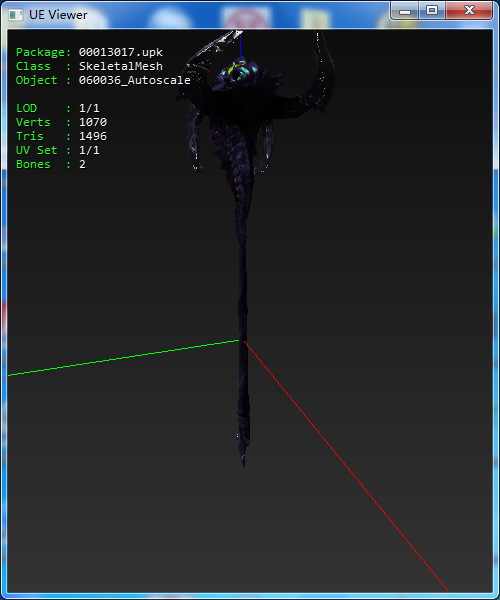 UE Viewer
Package: 00013017.upk
Class : SkeletalMesh
Object : 060036_Autoscale
LOD : 1/1
Verts : 1070
Tris : 1496
UV Set : 1/1
Bones : 2